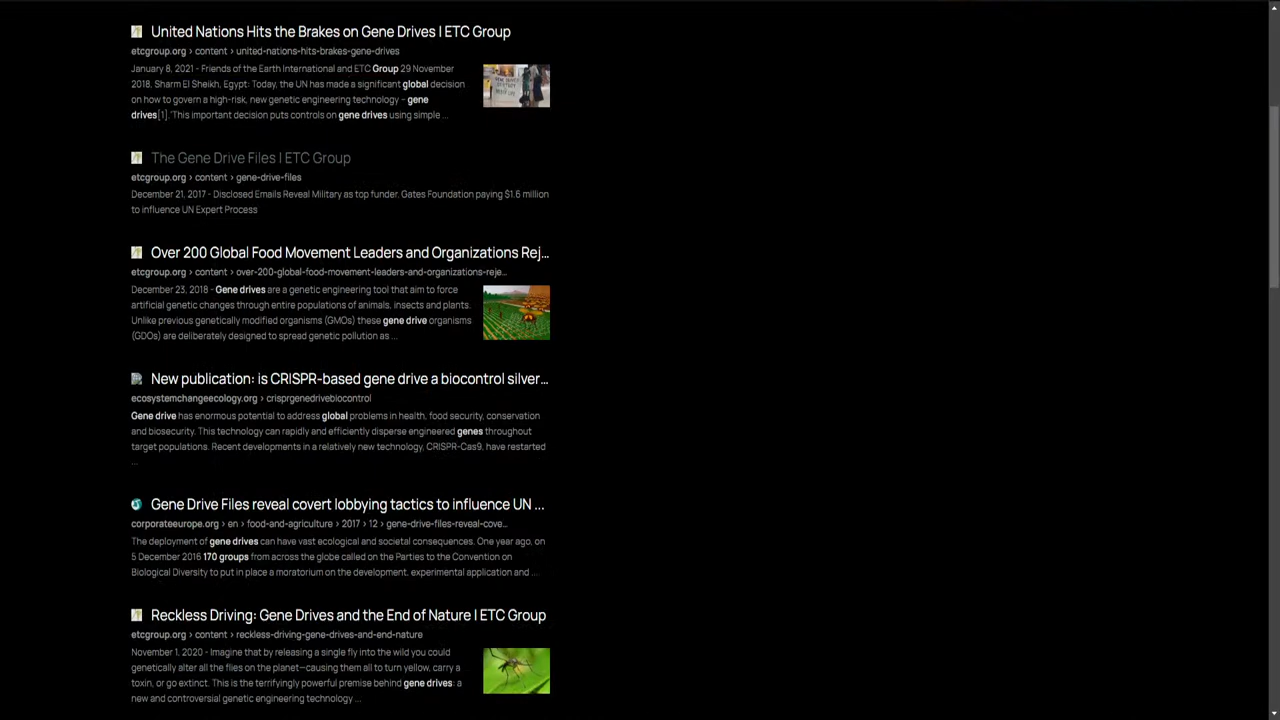 United Nations Hits the Brakes on Gene Drives | ETC Group
etcgroup.org › content › united-nations-hits-brakes-gene-drives
January 8, 2021 - Friends of the Earth International and ETC Group 29 November
2018, Sharm El Sheikh, Egypt: Today, the UN has made a significant global decision
on how to govern a high-risk, new genetic engineering technology – gene
drives[1]. 'This important decision puts controls on gene drives using simple ...
The Gene Drive Files | ETC Group
etcgroup.org › content › gene-drive-files
December 21, 2017 - Disclosed Emails Reveal Military as top funder. Gates Foundation paying $1.6 million
to influence UN Expert Process
Over 200 Global Food Movement Leaders and Organizations Rej...
etcgroup.org › content › over-200-global-food-movement-leaders-and-organizations-reje...
December 23, 2018 - Gene drives are a genetic engineering tool that aim to force
artificial genetic changes through entire populations of animals, insects and plants.
Unlike previous genetically modified organisms (GMOs) these gene drive organisms
(GDOs) are deliberately designed to spread genetic pollution as ...
New publication: is CRISPR-based gene drive a biocontrol silver...
ecosystemchangeecology.org › crisprgenedrivebiocontrol
Gene drive has enormous potential to address global problems in health, food security, conservation
and biosecurity. This technology can rapidly and efficiently disperse engineered genes throughout
target populations. Recent developments in a relatively new technology, CRISPR-Cas9, have restarted
...
Gene Drive Files reveal covert lobbying tactics to influence UN ...
corporateeurope.org › en › food-and-agriculture › 2017 › 12 › gene-drive-files-reveal-cove...
The deployment of gene drives can have vast ecological and societal consequences. One year ago, on
5 December 2016 170 groups from across the globe called on the Parties to the Convention on
Biological Diversity to put in place a moratorium on the development, experimental application and ...
Reckless Driving: Gene Drives and the End of Nature | ETC Group
etcgroup.org › content › reckless-driving-gene-drives-and-end-nature
November 1, 2020 - Imagine that by releasing a single fly into the wild you could
genetically alter all the flies on the planet—causing them all to turn yellow, carry a
toxin, or go extinct. This is the terrifyingly powerful premise behind gene drives: a
new and controversial genetic engineering technology ...